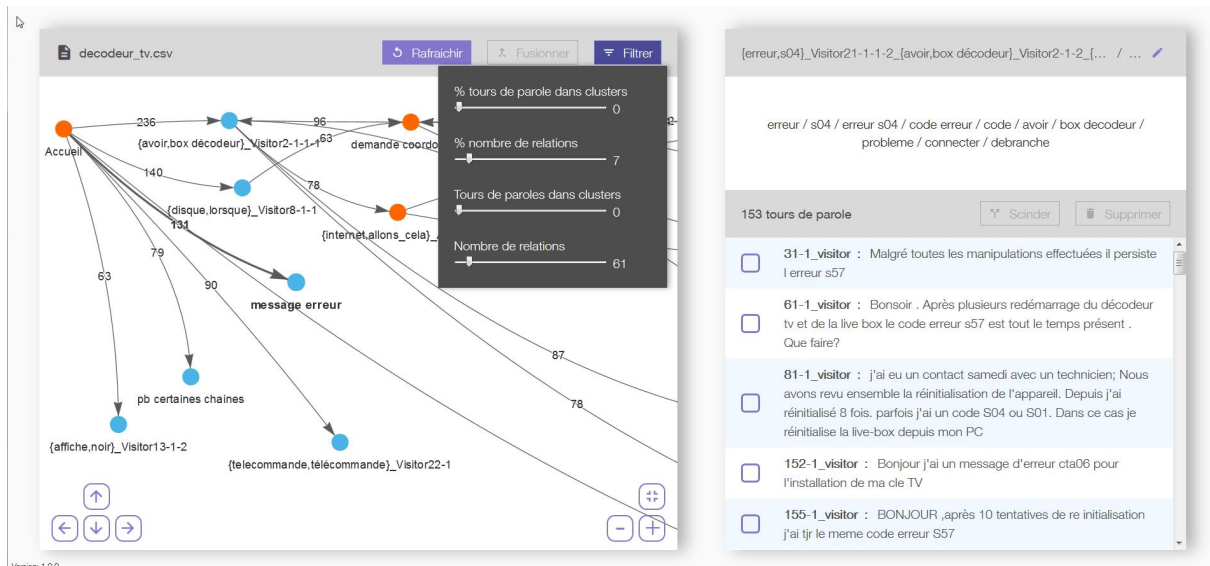 decodeur_tv.csv
Rafraichir
Fusionner
Filtrer
% tours de parole dans clusters
0
% nombre de relations
7
Tours de paroles dans clusters
0
Nombre de relations
61
236
96
63
Accueil
{avoir,box décodeur}_Visitor2-1-1-1
demande coordo
140
78
{disque,lorsque}_Visitor8-1-1
131
{internet,allons_cela}_
79
63
90
message erreur
87
78
pb certaines chaines
{affiche,noir}_Visitor13-1-2
{telecommande,télécommande}_Visitor22-1
{erreur,s04}_Visitor21-1-1-2_{avoir,box décodeur}_Visitor2-1-2_{... / ...
erreur / s04 / erreur s04 / code erreur / code / avoir / box decodeur /
probleme / connecter / debranche
153 tours de parole
Scinder
Supprimer
31-1_visitor : Malgré toutes les manipulations effectuées il persiste
l erreur s57
61-1_visitor : Bonsoir . Après plusieurs redémarrage du décodeur
tv et de la live box le code erreur s57 est tout le temps présent .
Que faire?
81-1_visitor : j'ai eu un contact samedi avec un technicien; Nous
avons revu ensemble la réinitialisation de l'appareil. Depuis j'ai
réinitialisé 8 fois. parfois j'ai un code S04 ou S01. Dans ce cas je
réinitialise la live-box depuis mon PC
152-1_visitor : Bonjour j'ai un message d'erreur cta06 pour
l'installation de ma cle TV
155-1_visitor : BONJOUR ,après 10 tentatives de re initialisation
j'ai tjr le meme code erreur S57